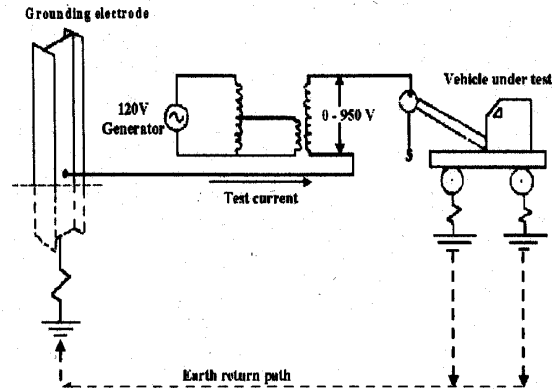 Grounding electrode
Vehicle under test
120V
Generator
0 - 950 V
Test current
Earth return path